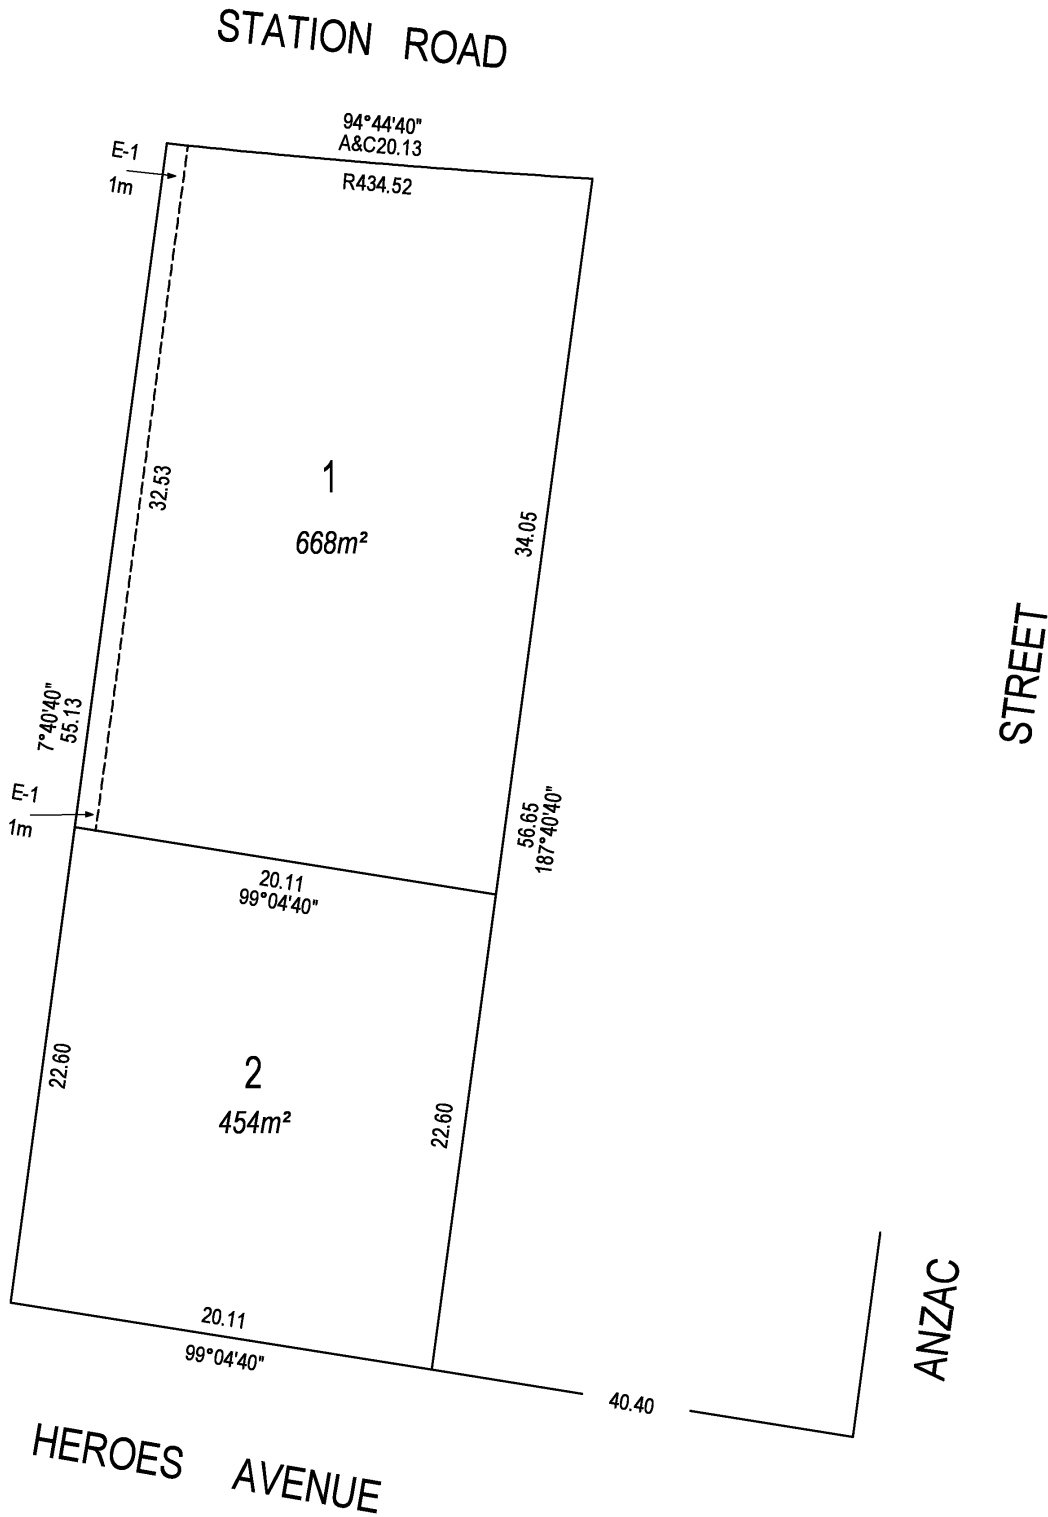 STATION ROAD
94°44'40"
A&C20.13
R434.52
E-1
1m
32.53
1
668m²
34.05
STREET
7°40'40"
55.13
E-1
1m
56.65
187°40'40"
20.11
99°04'40"
22.60
2
454m²
22.60
20.11
99°04'40"
40.40
ANZAC
HEROES AVENUE